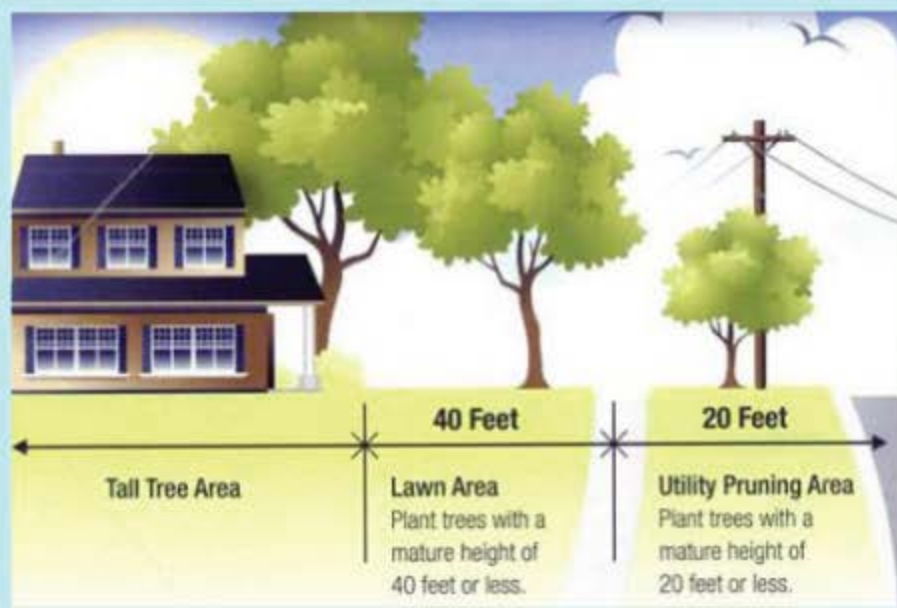 40 Feet
20 Feet
Tall Tree Area
Lawn Area
Plant trees with a
mature height of
40 feet or less.
Utility Pruning Area
Plant trees with a
mature height of
20 feet or less.